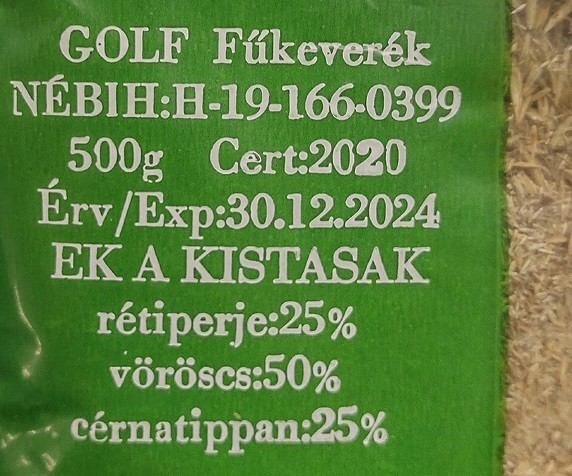 GOLF Fűkeverék
NÉBIH:H-19-166-0399
500g Cert:2020
Érv/Exp:30.12.2024
EK A KISTASAK
rétiperje:25%
vöröscs:50%
cérnatippan:25%